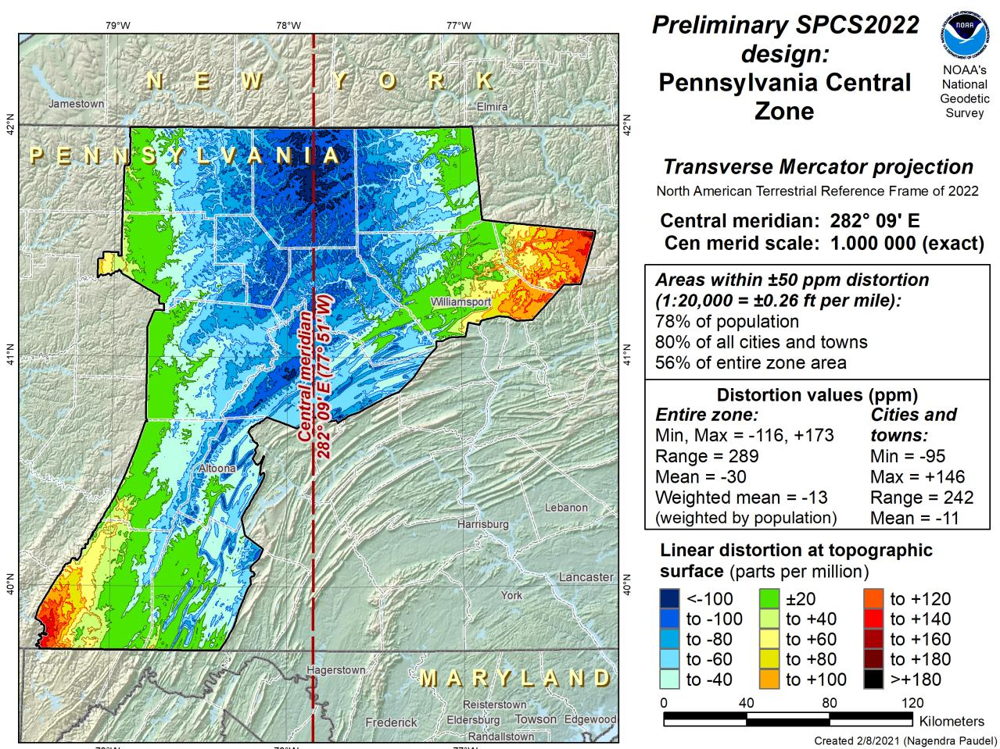 79°W 78°W 77°W
NEW YORK
Jamestown
Elmira
42°N 42°N
PENNSYLVANIA
Williamsport
41°N 41°N
Central meridian
282° 09' E (77° 51' W)
Altoona
Lebanon
Harrisburg
Lancaster
40°N 40°N
York
Hagerstown
MARYLAND
Reisterstown
Frederick Eldersburg Towson Edgewood
Randallstown
Preliminary SPCS2022
design:
Pennsylvania Central
Zone
NOAA
NOAA's
National
Geodetic
Survey
Transverse Mercator projection
North American Terrestrial Reference Frame of 2022
Central meridian: 282° 09' E
Cen merid scale: 1.000 000 (exact)
Areas within ±50 ppm distortion
(1:20,000 = ±0.26 ft per mile):
78% of population
80% of all cities and towns
56% of entire zone area
Distortion values (ppm)
Entire zone:
Min, Max = -116, +173
Range = 289
Mean = -30
Weighted mean = -13
(weighted by population)
Cities and
towns:
Min = -95
Max = +146
Range = 242
Mean = -11
Linear distortion at topographic
surface (parts per million)
<-100 ±20 to +120
to -100 to +40 to +140
to -80 to +60 to +160
to -60 to +80 to +180
to -40 to +100 >+180
0 40 80 120
Kilometers
Created 2/8/2021 (Nagendra Paudel)